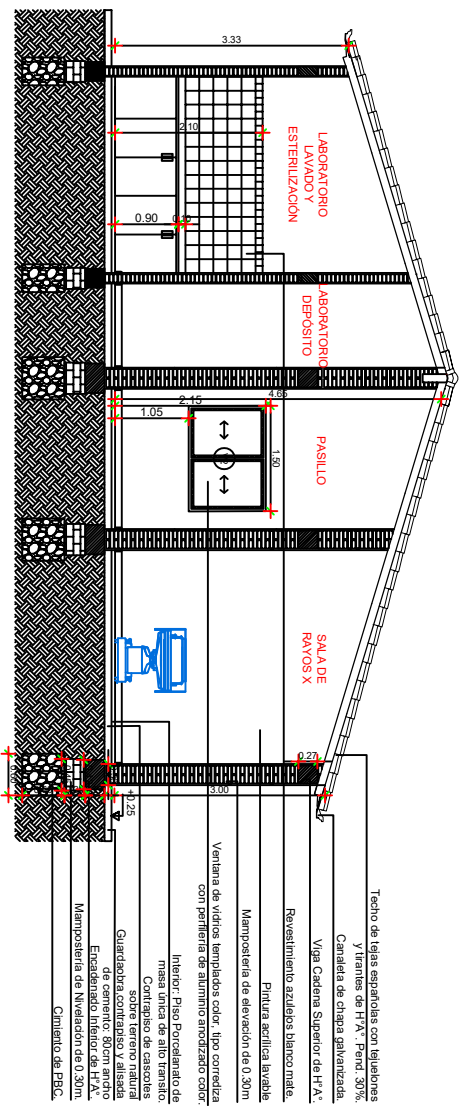 3.33
LABORATORIO
LAVADO Y
ESTERILIZACIÓN
2.10
0.90
0.10
LABORATORIO
DEPÓSITO
4.65
2.15
1.05
1.50
PASILLO
SALA DE
RAYOS X
0.27
3.00
+0.25
Techo de tejas españolas con tejuelones
y tirantes de HºAº. Pend. 30%.
Canaleta de chapa galvanizada.
Viga Cadena Superior de HºAº.
Revestimiento azulejos blanco mate.
Pintura acrílica lavable
Mampostería de elevación de 0.30m
Ventana de vidrios templados color, tipo corrediza
con perfilería de aluminio anodizado color.
Interior: Piso Porcelanato de
masa única de alto transito.
Contrapiso de cascotes
sobre terreno natural
Guardaobra,contrapiso y alisada
de cemento: 80cm ancho
Encadenado Inferior de HºAº
Mampostería de Nivelación de 0.30m.
Cimiento de PBC.